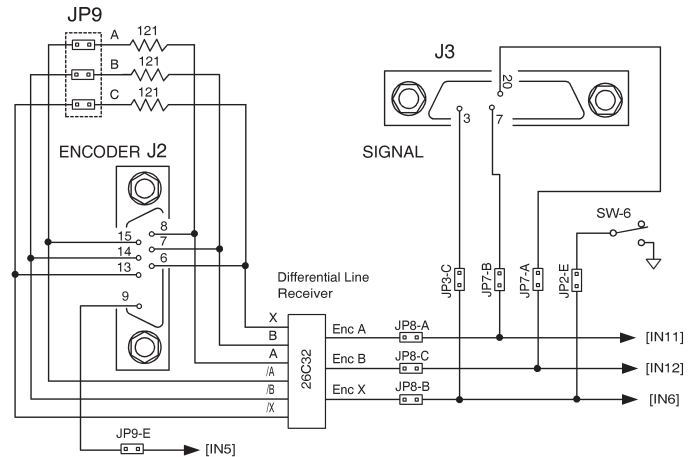 JP9
A
121
B
121
C
121
J3
20
3
7
SIGNAL
ENCODER J2
8
15
7
14
6
13
9
SW-6
JP3-C
JP7-B
JP7-A
JP2-E
Differential Line
Receiver
X
B
A
/A
/B
/X
26C32
Enc A
JP8-A
[IN11]
Enc B
JP8-C
[IN12]
Enc X
JP8-B
[IN6]
JP9-E
[IN5]